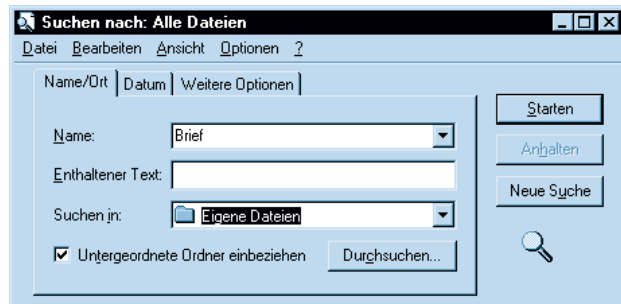 Suchen nach: Alle Dateien
Datei Bearbeiten Ansicht Optionen ?
Name/Ort Datum Weitere Optionen
Name: Brief
Enthaltener Text:
Suchen in: Eigene Dateien
Untergeordnete Ordner einbeziehen Durchsuchen...
Starten
Anhalten
Neue Suche